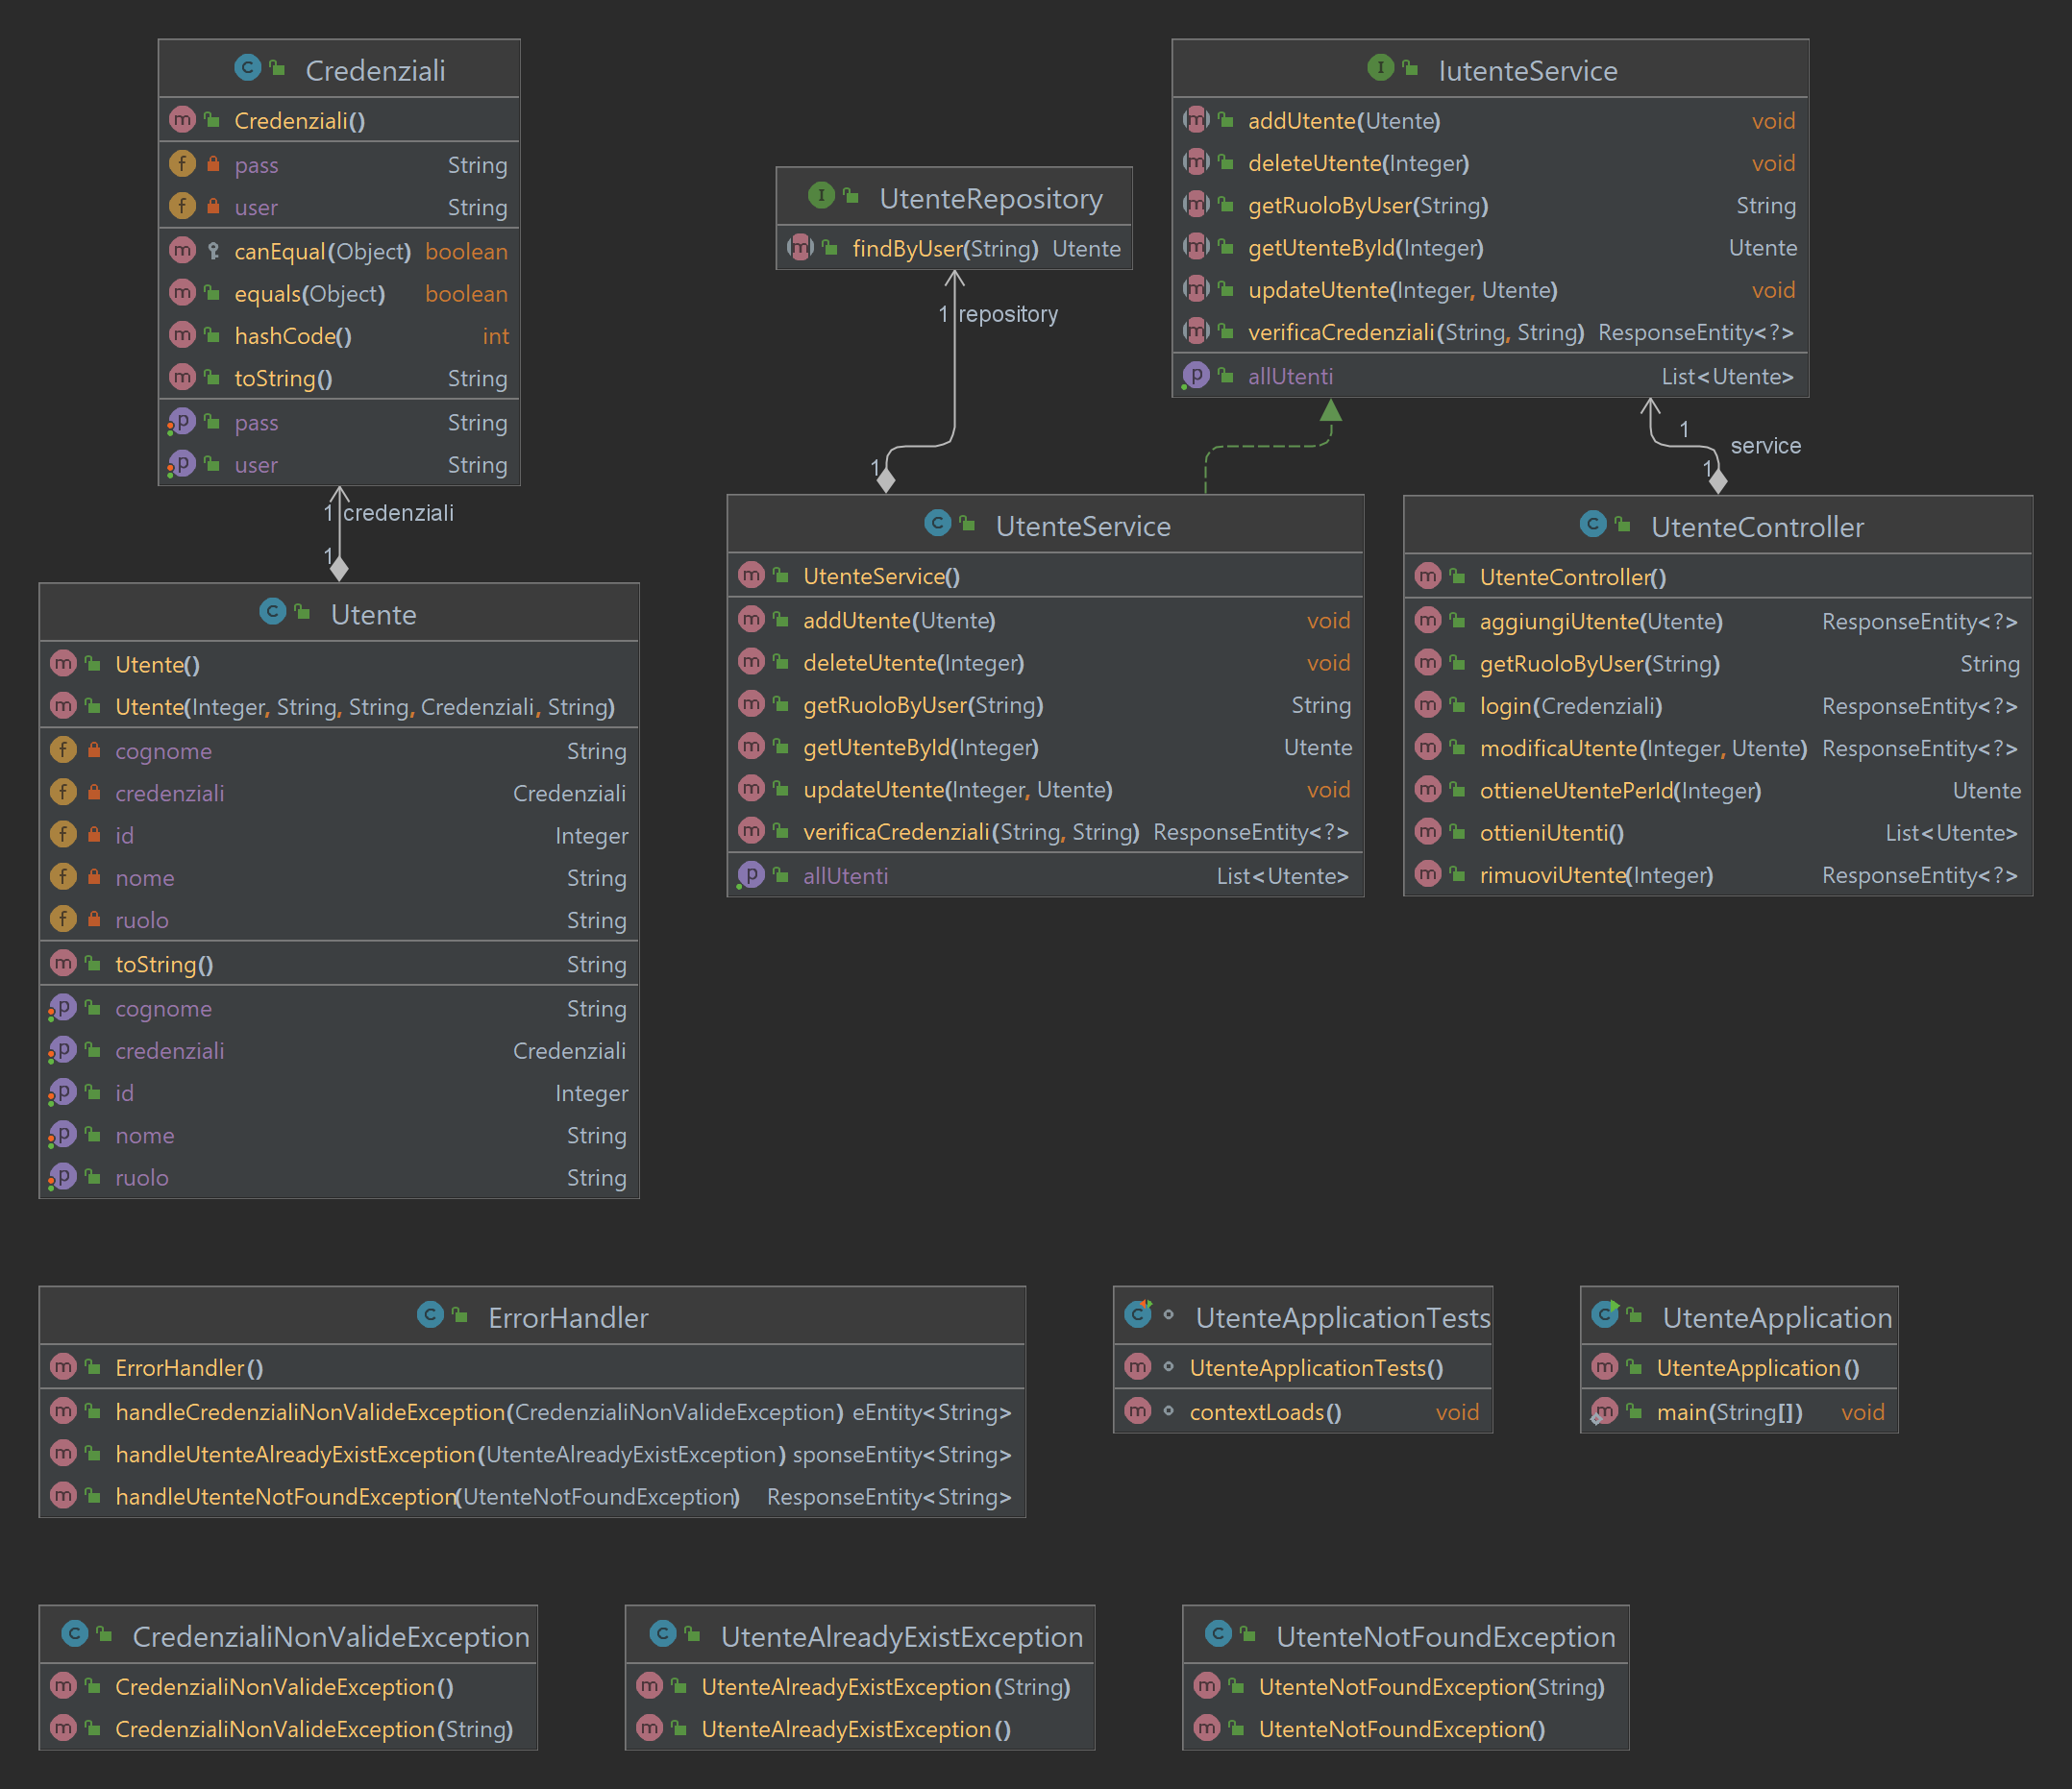 Credenziali
Credenziali()
pass String
user String
canEqual(Object) boolean
equals(Object) boolean
hashCode() int
toString() String
pass String
user String
1 credenziali
1
Utente
Utente()
Utente(Integer, String, String, Credenziali, String)
cognome String
credenziali Credenziali
id Integer
nome String
ruolo String
toString() String
cognome String
credenziali Credenziali
id Integer
nome String
ruolo String
UtenteRepository
findByUser(String) Utente
1 repository
1
IutenteService
addUtente(Utente) void
deleteUtente(Integer) void
getRuoloByUser(String) String
getUtenteById(Integer) Utente
updateUtente(Integer, Utente) void
verificaCredenziali(String, String) ResponseEntity<?>
allUtenti List<Utente>
1
service
1
UtenteService
UtenteService()
addUtente(Utente) void
deleteUtente(Integer) void
getRuoloByUser(String) String
getUtenteById(Integer) Utente
updateUtente(Integer, Utente) void
verificaCredenziali(String, String) ResponseEntity<?>
allUtenti List<Utente>
UtenteController
UtenteController()
aggiungiUtente(Utente) ResponseEntity<?>
getRuoloByUser(String) String
login(Credenziali) ResponseEntity<?>
modificaUtente(Integer, Utente) ResponseEntity<?>
ottieneUtentePerId(Integer) Utente
ottieniUtenti() List<Utente>
rimuoviUtente(Integer) ResponseEntity<?>
ErrorHandler
ErrorHandler()
handleCredenzialiNonValideException(CredenzialiNonValideException) eEntity<String>
handleUtenteAlreadyExistException(UtenteAlreadyExistException) sponseEntity<String>
handleUtenteNotFoundException(UtenteNotFoundException) ResponseEntity<String>
UtenteApplicationTests
UtenteApplicationTests()
contextLoads() void
UtenteApplication
UtenteApplication()
main(String[]) void
CredenzialiNonValideException
CredenzialiNonValideException()
CredenzialiNonValideException(String)
UtenteAlreadyExistException
UtenteAlreadyExistException(String)
UtenteAlreadyExistException()
UtenteNotFoundException
UtenteNotFoundException(String)
UtenteNotFoundException()